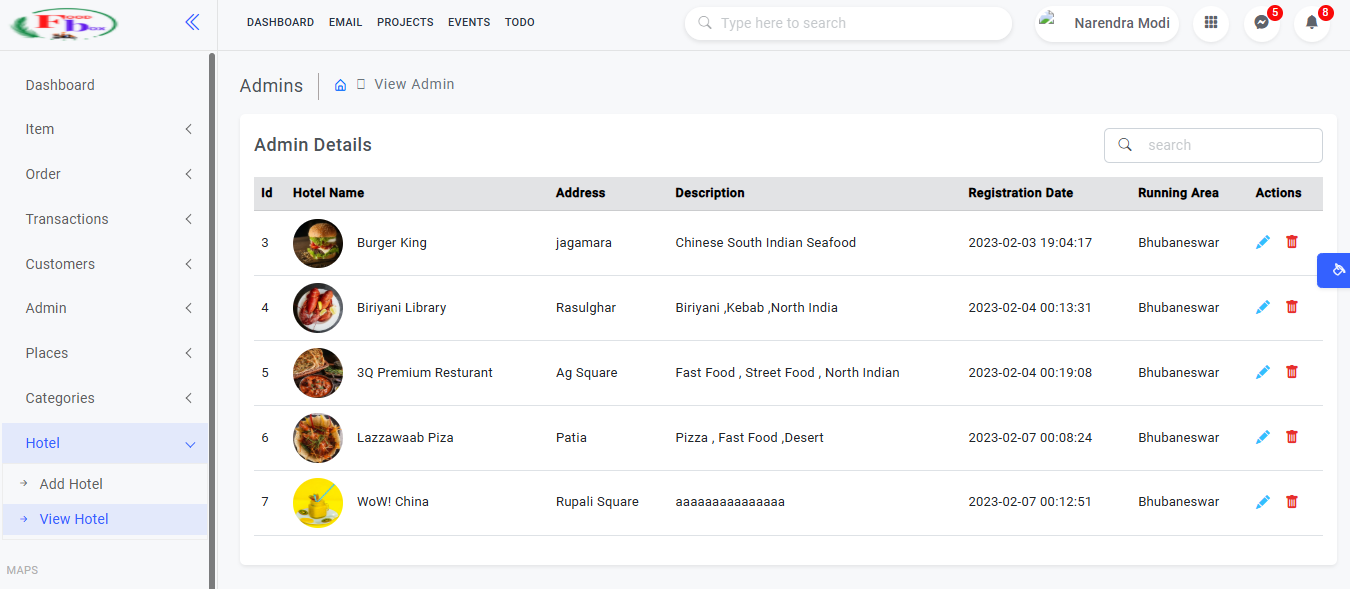 Food
box
DASHBOARD EMAIL PROJECTS EVENTS TODO
Type here to search
Narendra Modi
5
8
Dashboard
Item
Order
Transactions
Customers
Admin
Places
Categories
Hotel
Add Hotel
View Hotel
MAPS
Admins
View Admin
Admin Details
search
Id Hotel Name Address Description Registration Date Running Area Actions
3 Burger King jagamara Chinese South Indian Seafood 2023-02-03 19:04:17 Bhubaneswar
4 Biriyani Library Rasulghar Biriyani ,Kebab ,North India 2023-02-04 00:13:31 Bhubaneswar
5 3Q Premium Resturant Ag Square Fast Food , Street Food , North Indian 2023-02-04 00:19:08 Bhubaneswar
6 Lazzawaab Piza Patia Pizza , Fast Food ,Desert 2023-02-07 00:08:24 Bhubaneswar
7 WoW! China Rupali Square aaaaaaaaaaaaaaa 2023-02-07 00:12:51 Bhubaneswar